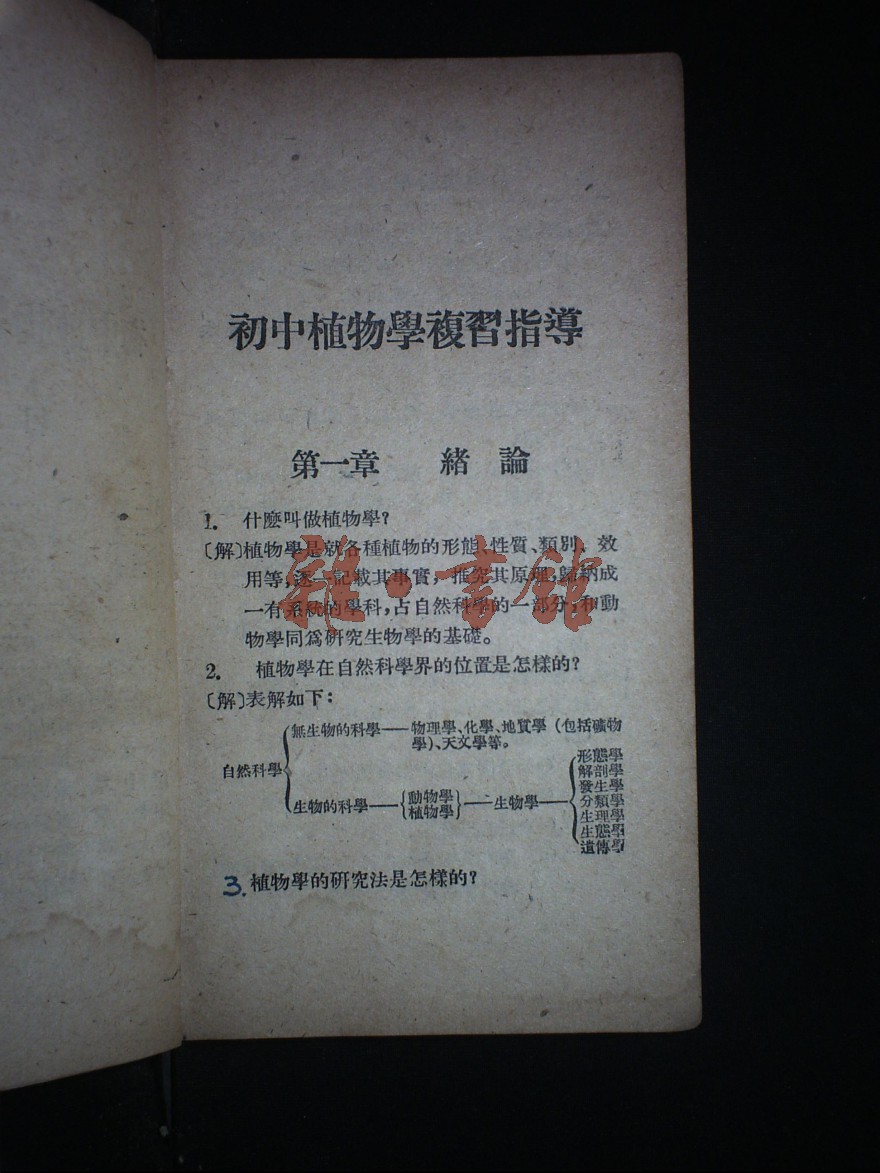 初中植物學複習指導
第一章 緒論
1. 什麼叫做植物學?
〔解〕植物學是就各種植物的形態、性質、類別、效
用等,逐一記載其事實,推究其原理,歸納成
一有系統的學科,占自然科學的一部分,和動
物學同爲研究生物學的基礎。
2. 植物學在自然科學界的位置是怎樣的?
〔解〕表解如下:
無生物的科學——物理學、化學、地質學(包括礦物
學)、天文學等。
自然科學
生物的科學——{動物學
植物學}——生物學——
形態學
解剖學
發生學
分類學
生理學
生態學
遺傳學
3. 植物學的研究法是怎樣的?
雜·書館